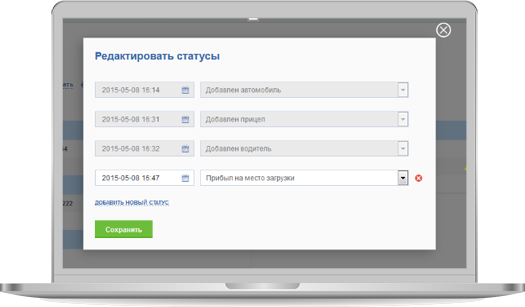 Редактировать статусы
2015-05-08 16:14 Добавлен автомобиль
2015-05-08 16:31 Добавлен прицеп
2015-05-08 16:32 Добавлен водитель
2015-05-08 16:47 Прибыл на место загрузки
ДОБАВИТЬ НОВЫЙ СТАТУС
222
Сохранить